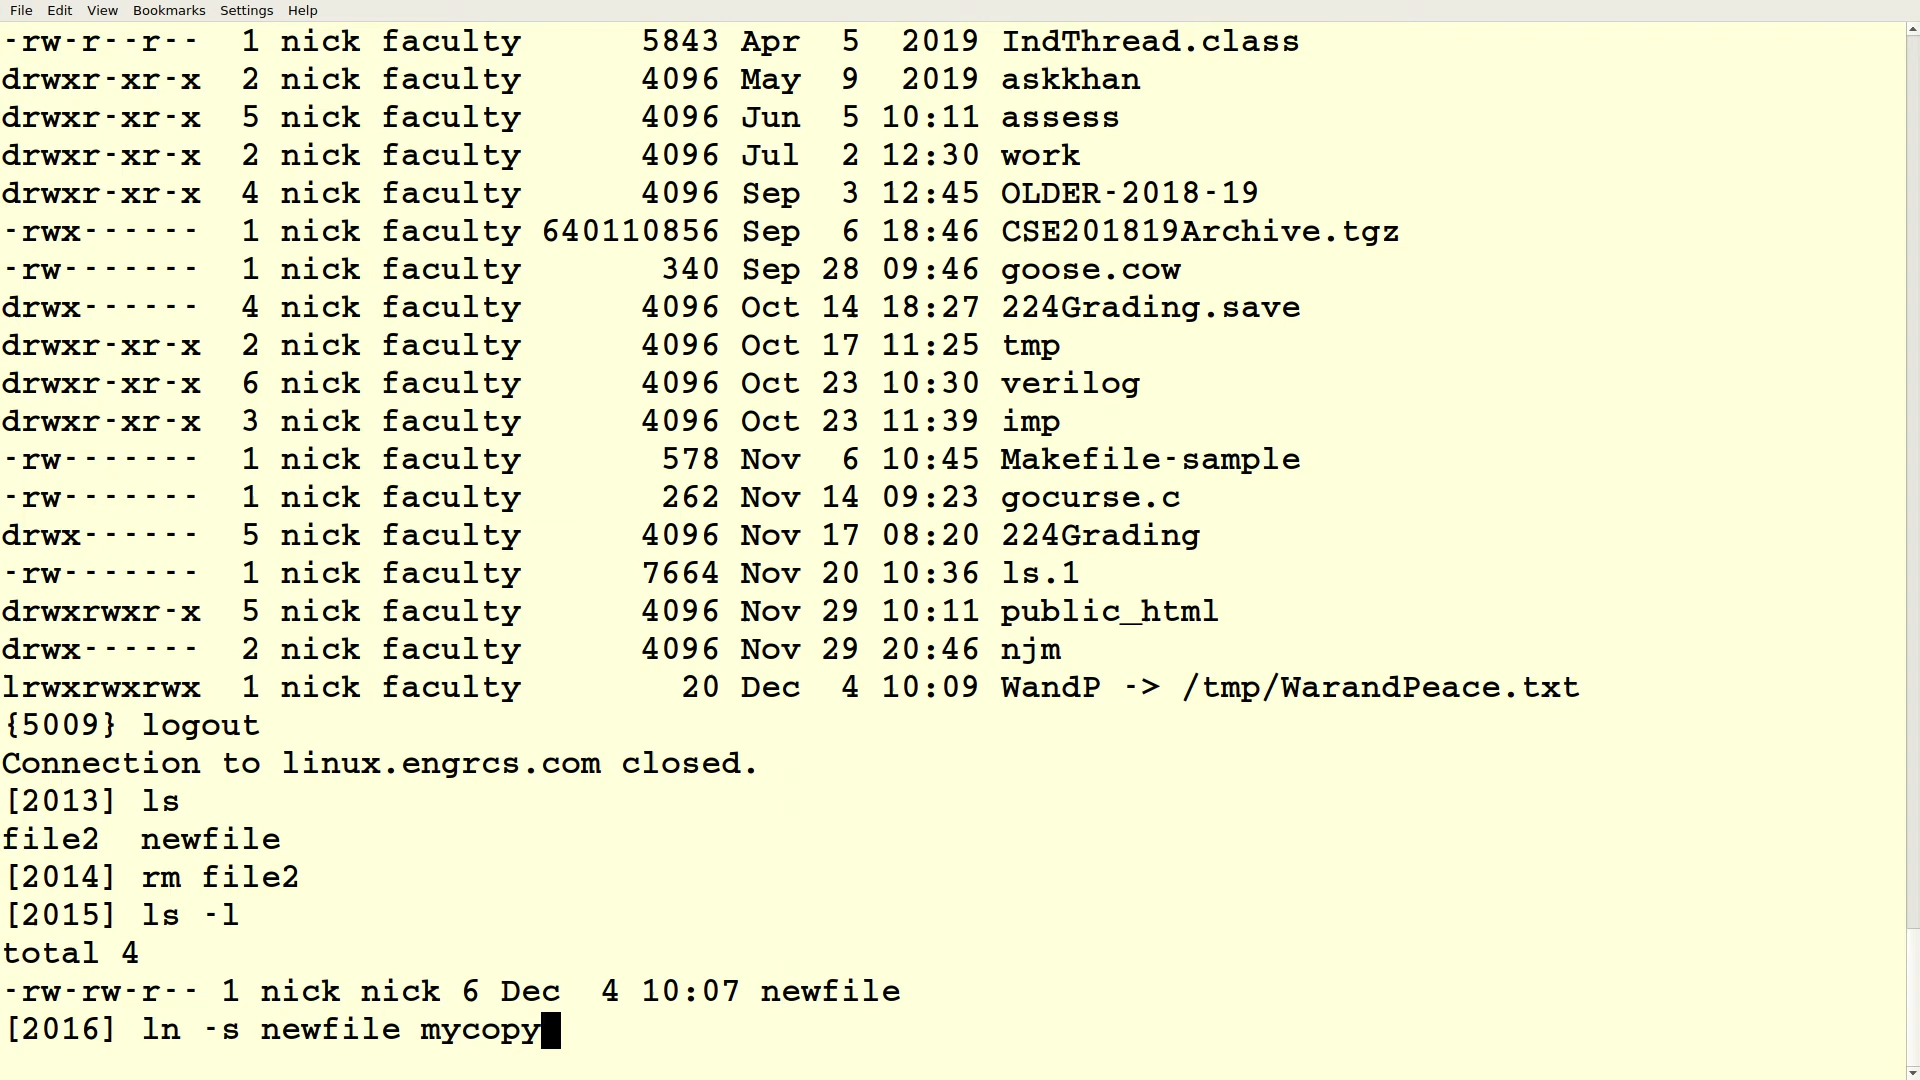 File Edit View Bookmarks Settings Help
-rw-r--r--  1 nick faculty      5843 Apr  5  2019 IndThread.class
drwxr-xr-x  2 nick faculty      4096 May  9  2019 askkhan
drwxr-xr-x  5 nick faculty      4096 Jun  5 10:11 assess
drwxr-xr-x  2 nick faculty      4096 Jul  2 12:30 work
drwxr-xr-x  4 nick faculty      4096 Sep  3 12:45 OLDER-2018-19
-rwx------  1 nick faculty 640110856 Sep  6 18:46 CSE201819Archive.tgz
-rw-------  1 nick faculty       340 Sep 28 09:46 goose.cow
drwx------  4 nick faculty      4096 Oct 14 18:27 224Grading.save
drwxr-xr-x  2 nick faculty      4096 Oct 17 11:25 tmp
drwxr-xr-x  6 nick faculty      4096 Oct 23 10:30 verilog
drwxr-xr-x  3 nick faculty      4096 Oct 23 11:39 imp
-rw-------  1 nick faculty       578 Nov  6 10:45 Makefile-sample
-rw-------  1 nick faculty       262 Nov 14 09:23 gocurse.c
drwx------  5 nick faculty      4096 Nov 17 08:20 224Grading
-rw-------  1 nick faculty      7664 Nov 20 10:36 ls.1
drwxrwxr-x  5 nick faculty      4096 Nov 29 10:11 public_html
drwx------  2 nick faculty      4096 Nov 29 20:46 njm
lrwxrwxrwx  1 nick faculty        20 Dec  4 10:09 WandP -> /tmp/WarandPeace.txt
{5009} logout
Connection to linux.engrcs.com closed.
[2013] ls
file2  newfile
[2014] rm file2
[2015] ls -l
total 4
-rw-rw-r-- 1 nick nick 6 Dec  4 10:07 newfile
[2016] ln -s newfile mycopy